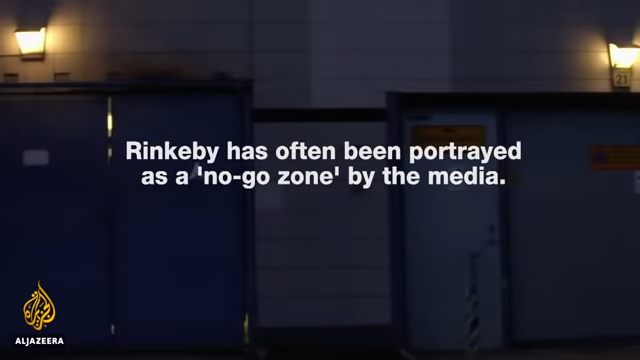 Rinkeby has often been portrayed
as a 'no-go zone' by the media.
21
ALJAZEERA